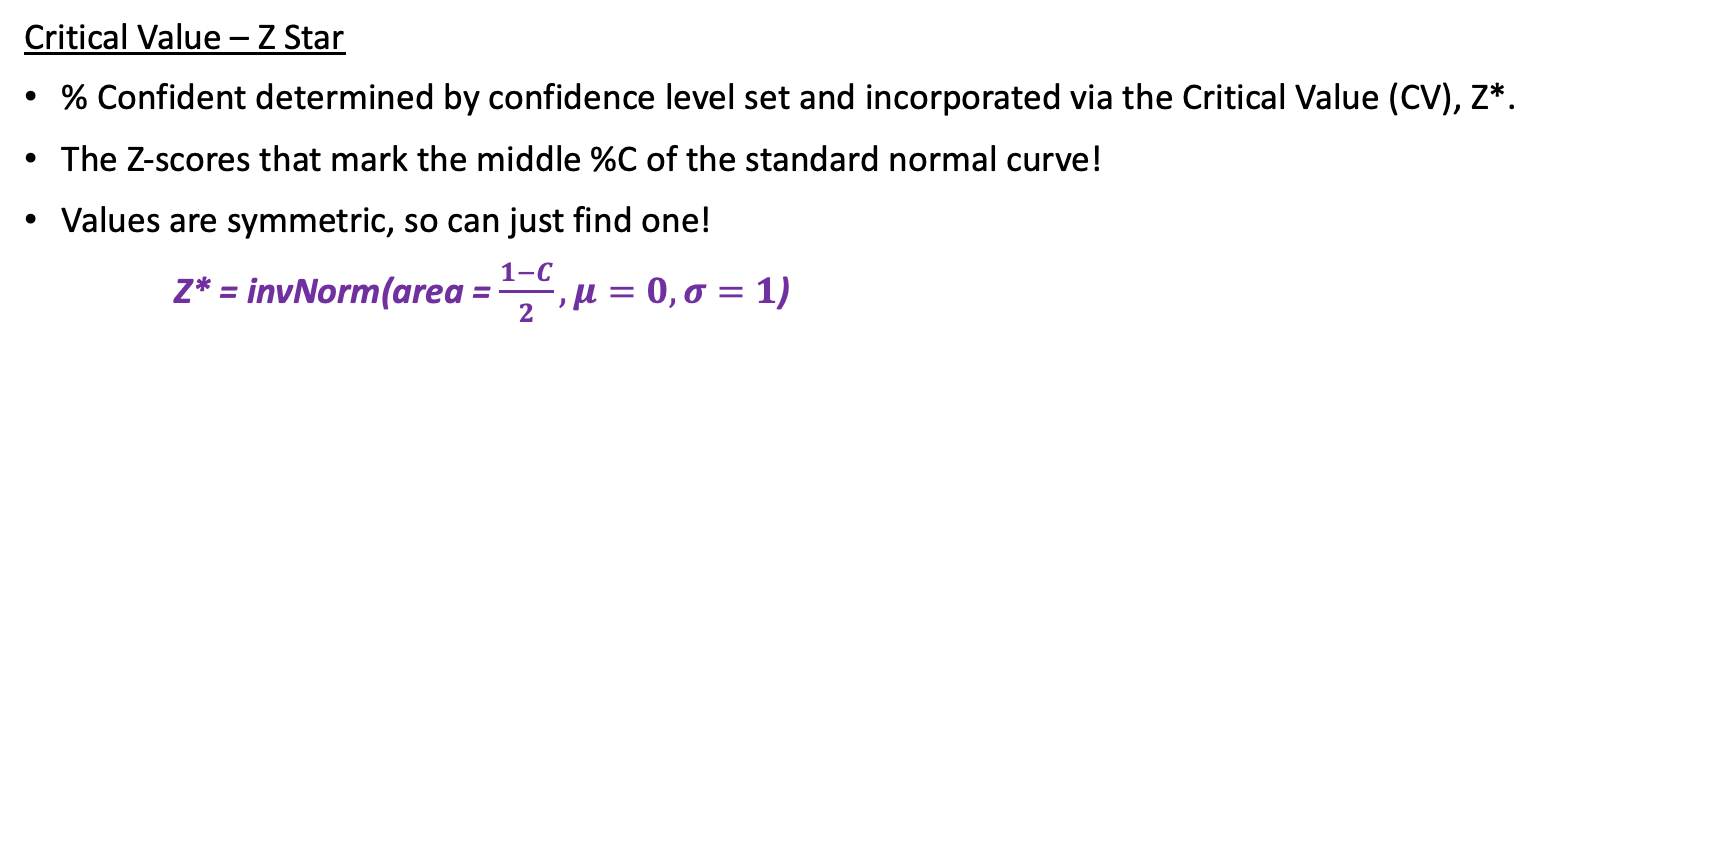 Critical Value – Z Star
• % Confident determined by confidence level set and incorporated via the Critical Value (CV), Z*.
• The Z-scores that mark the middle %C of the standard normal curve!
• Values are symmetric, so can just find one!
Z* = invNorm(area = \frac{1-C}{2}, μ = 0, σ = 1)